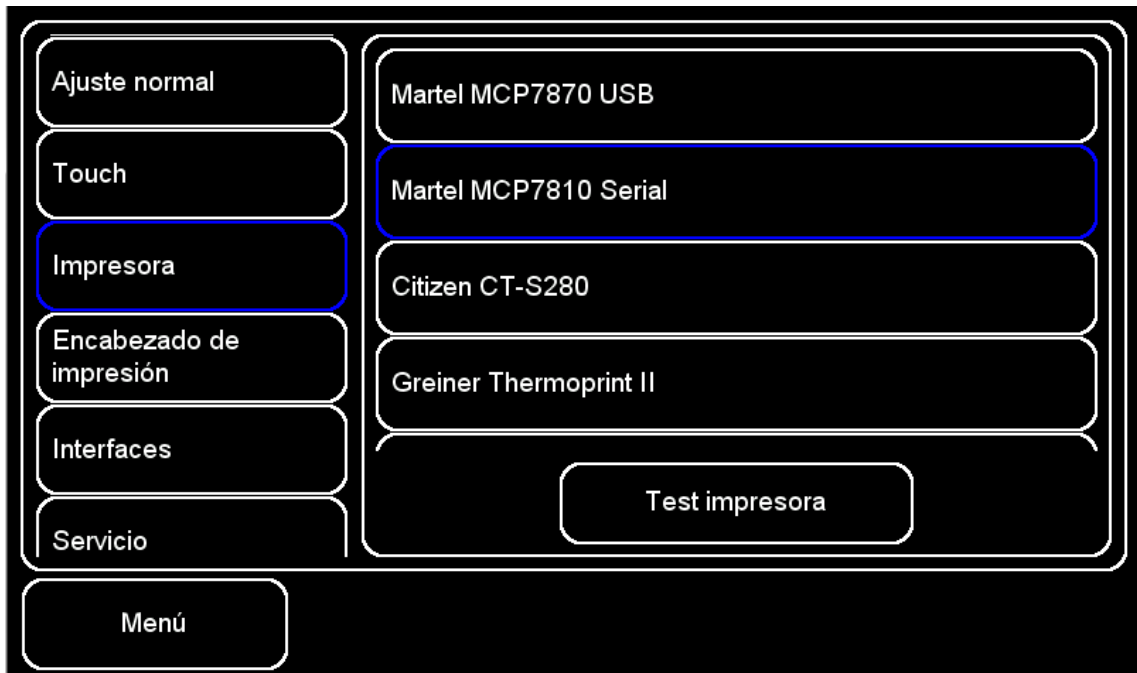 Ajuste normal
Touch
Impresora
Encabezado de
impresión
Interfaces
Servicio
Martel MCP7870 USB
Martel MCP7810 Serial
Citizen CT-S280
Greiner Thermoprint II
Test impresora
Menú